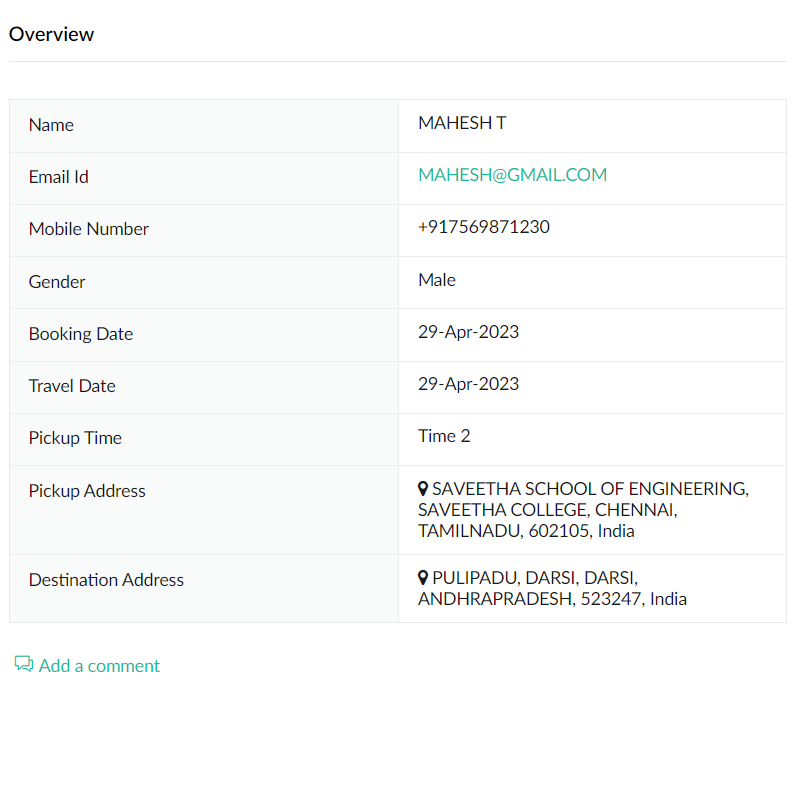 Overview
Name
MAHESH T
Email Id
MAHESH@GMAIL.COM
Mobile Number
+917569871230
Gender
Male
Booking Date
29-Apr-2023
Travel Date
29-Apr-2023
Pickup Time
Time 2
Pickup Address
SAVEETHA SCHOOL OF ENGINEERING,
SAVEETHA COLLEGE, CHENNAI,
TAMILNADU, 602105, India
Destination Address
PULIPADU, DARSI, DARSI,
ANDHRAPRADESH, 523247, India
Add a comment